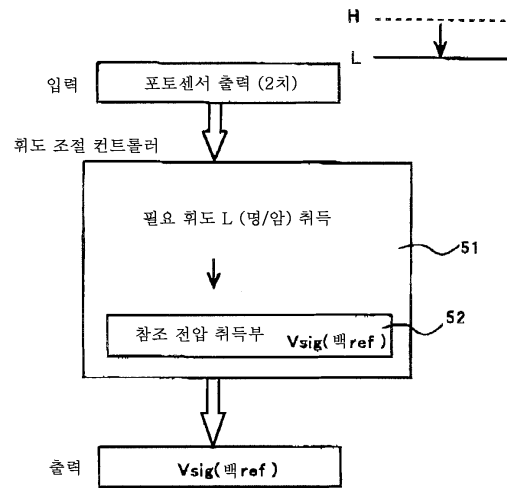 H
L
입력
포토센서 출력 (2치)
휘도 조절 컨트롤러
필요 휘도 L (명/암) 취득
51
52
참조 전압 취득부
Vsig(백ref)
출력
Vsig(백ref)